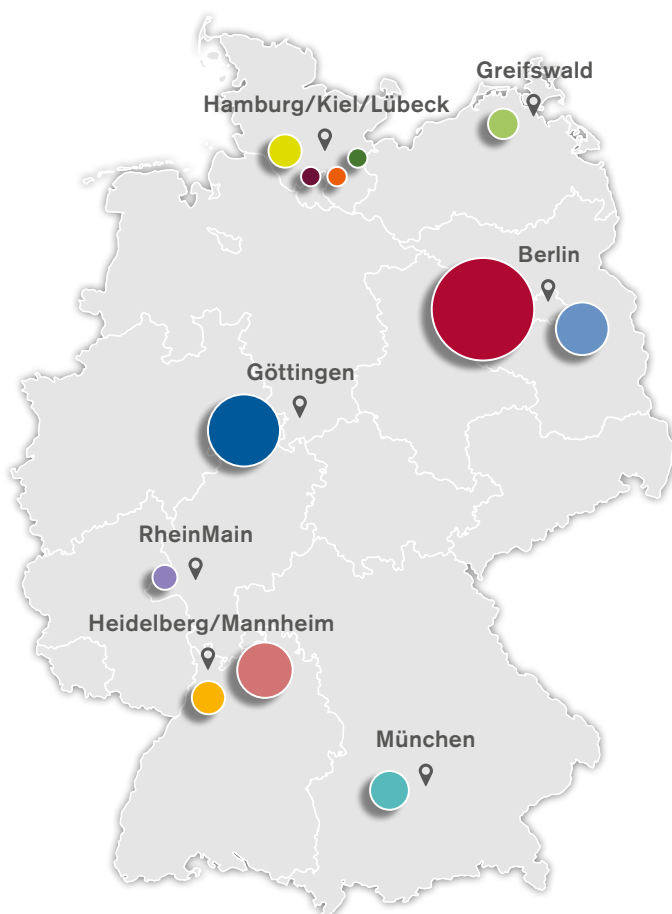 Greifswald
Hamburg/Kiel/Lübeck
Berlin
Göttingen
RheinMain
Heidelberg/Mannheim
München